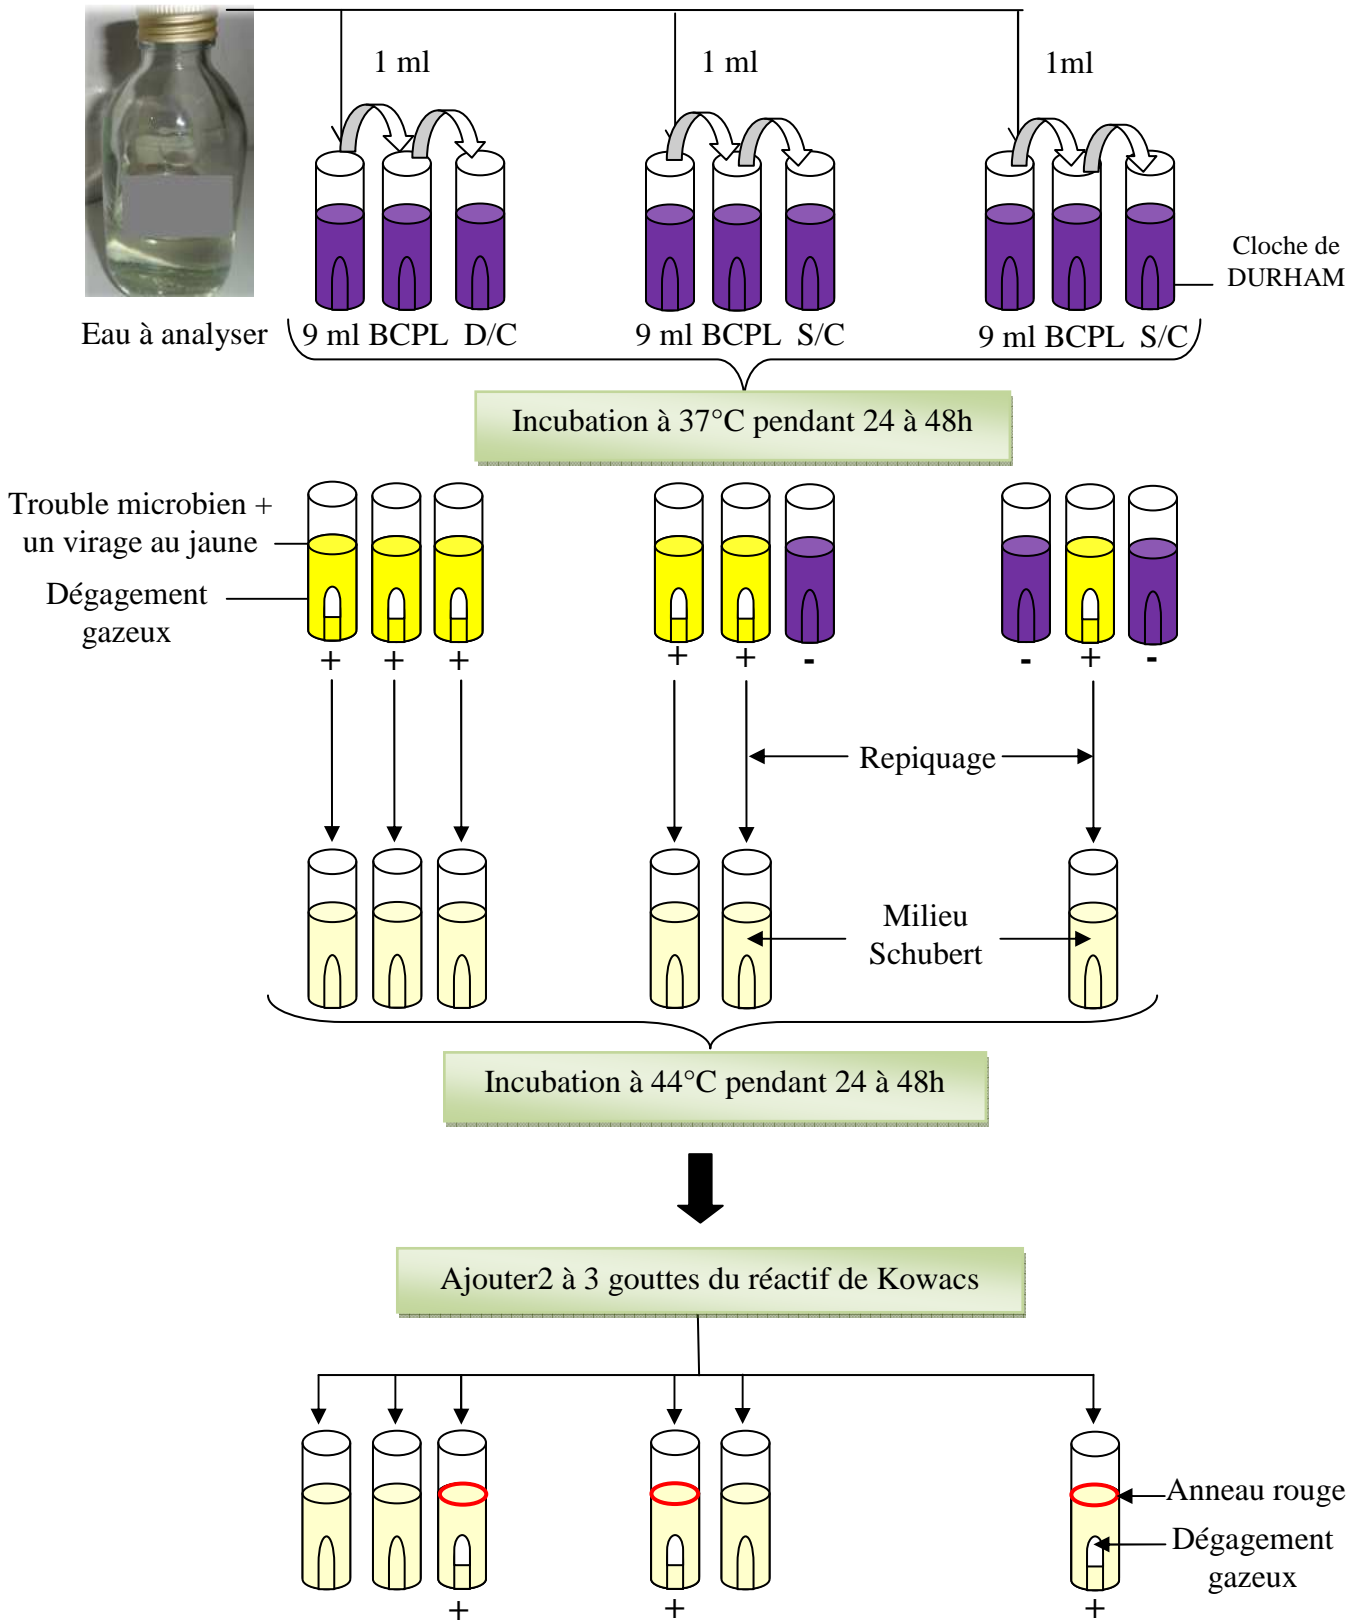 1 ml
1 ml
1ml
Cloche de
DURHAM
Eau à analyser
9 ml BCPL D/C
9 ml BCPL S/C
9 ml BCPL S/C
Incubation à 37°C pendant 24 à 48h
Trouble microbien +
un virage au jaune
Dégagement
gazeux
+ + +
+ + -
- + -
Repiquage
Milieu
Schubert
Incubation à 44°C pendant 24 à 48h
Ajouter2 à 3 gouttes du réactif de Kowacs
Anneau rouge
Dégagement
gazeux
+
+
+